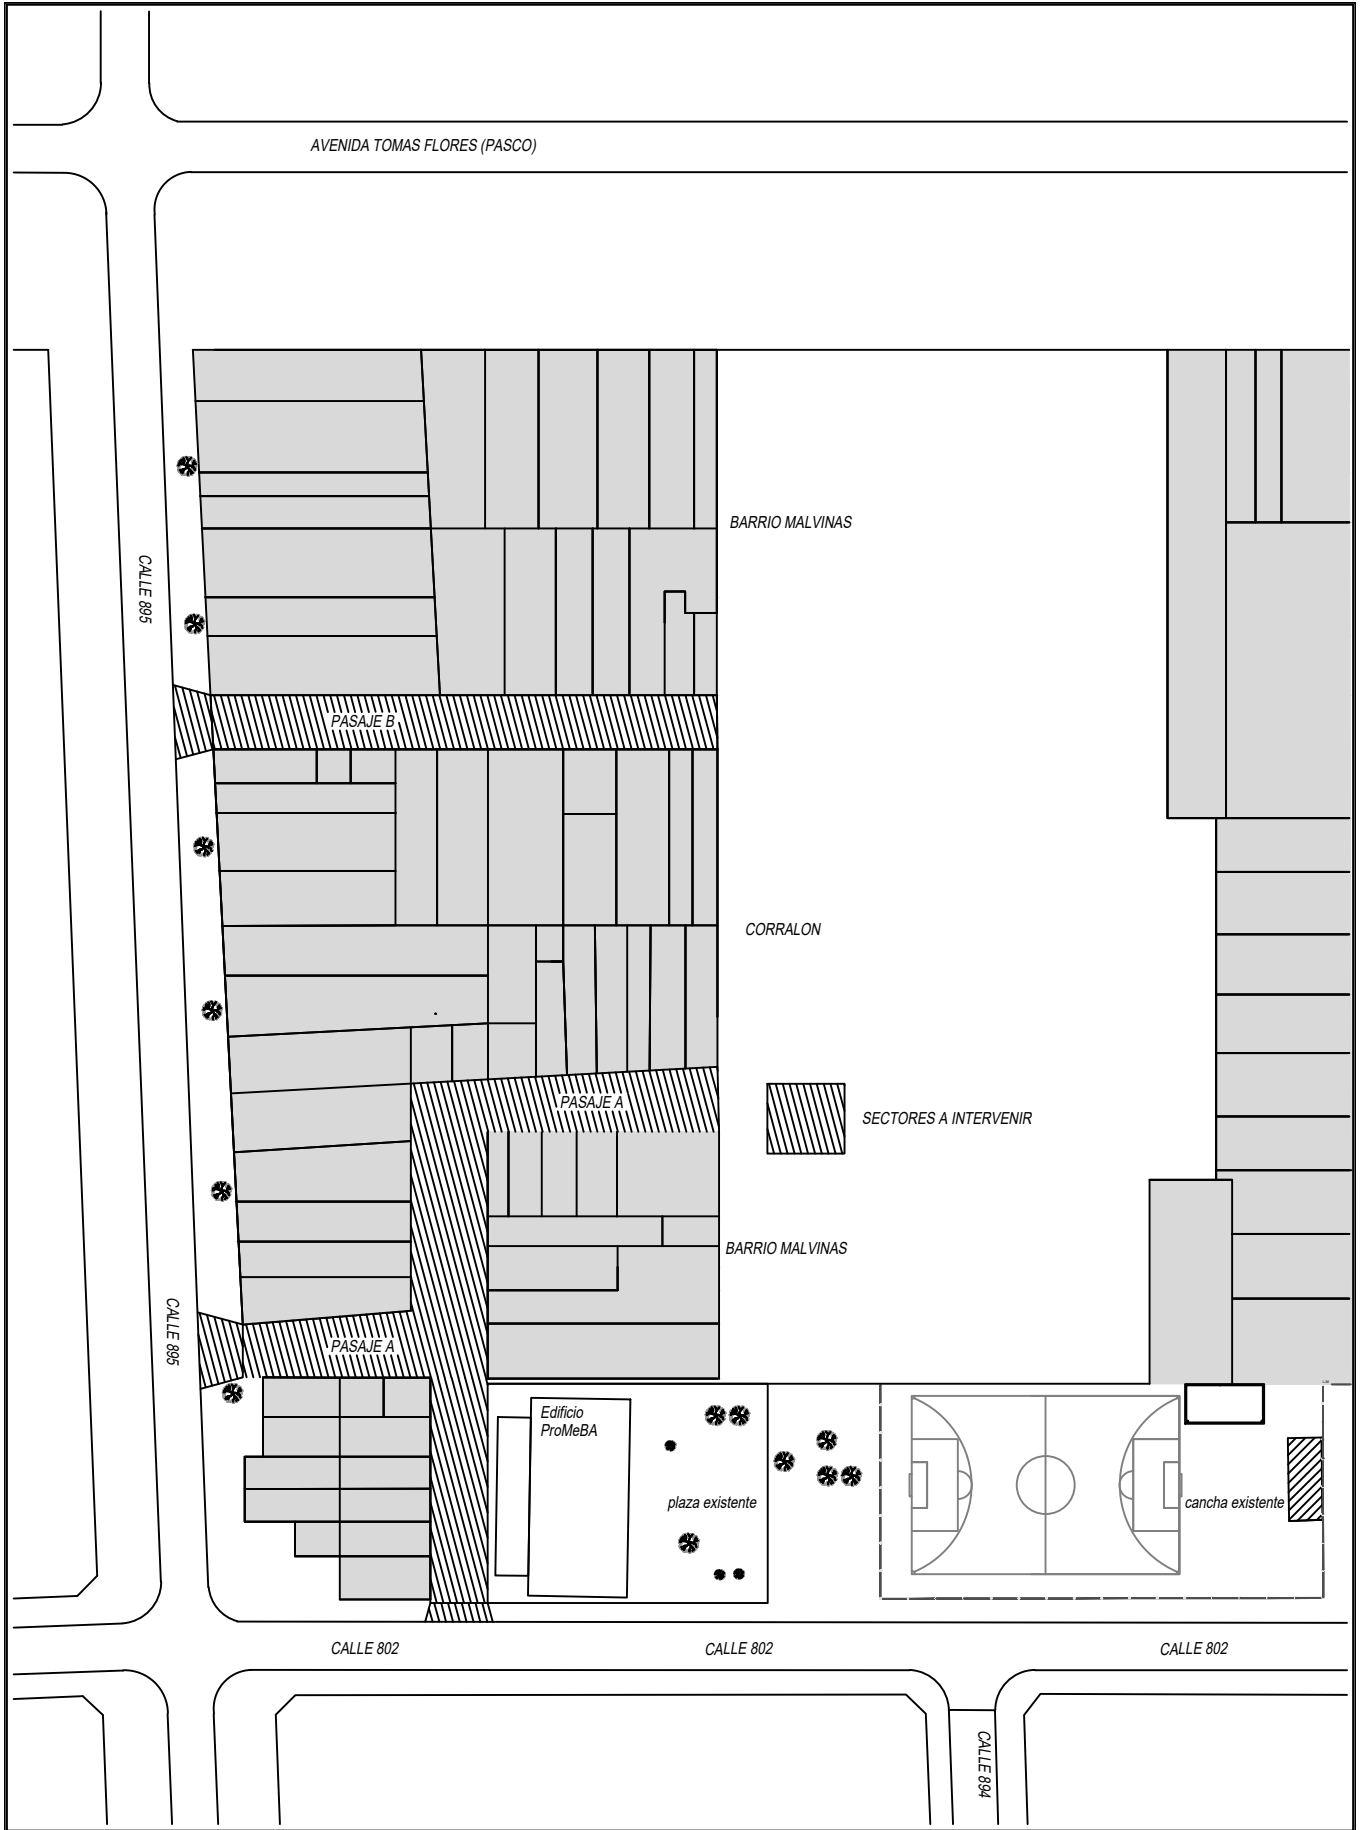 AVENIDA TOMAS FLORES (PASCO)
BARRIO MALVINAS
CALLE 895
PASAJE B
CORRALON
PASAJE A
SECTORES A INTERVENIR
BARRIO MALVINAS
CALLE 895
PASAJE A
Edificio
ProMeBA
plaza existente
cancha existente
CALLE 802
CALLE 802
CALLE 802
CALLE 894